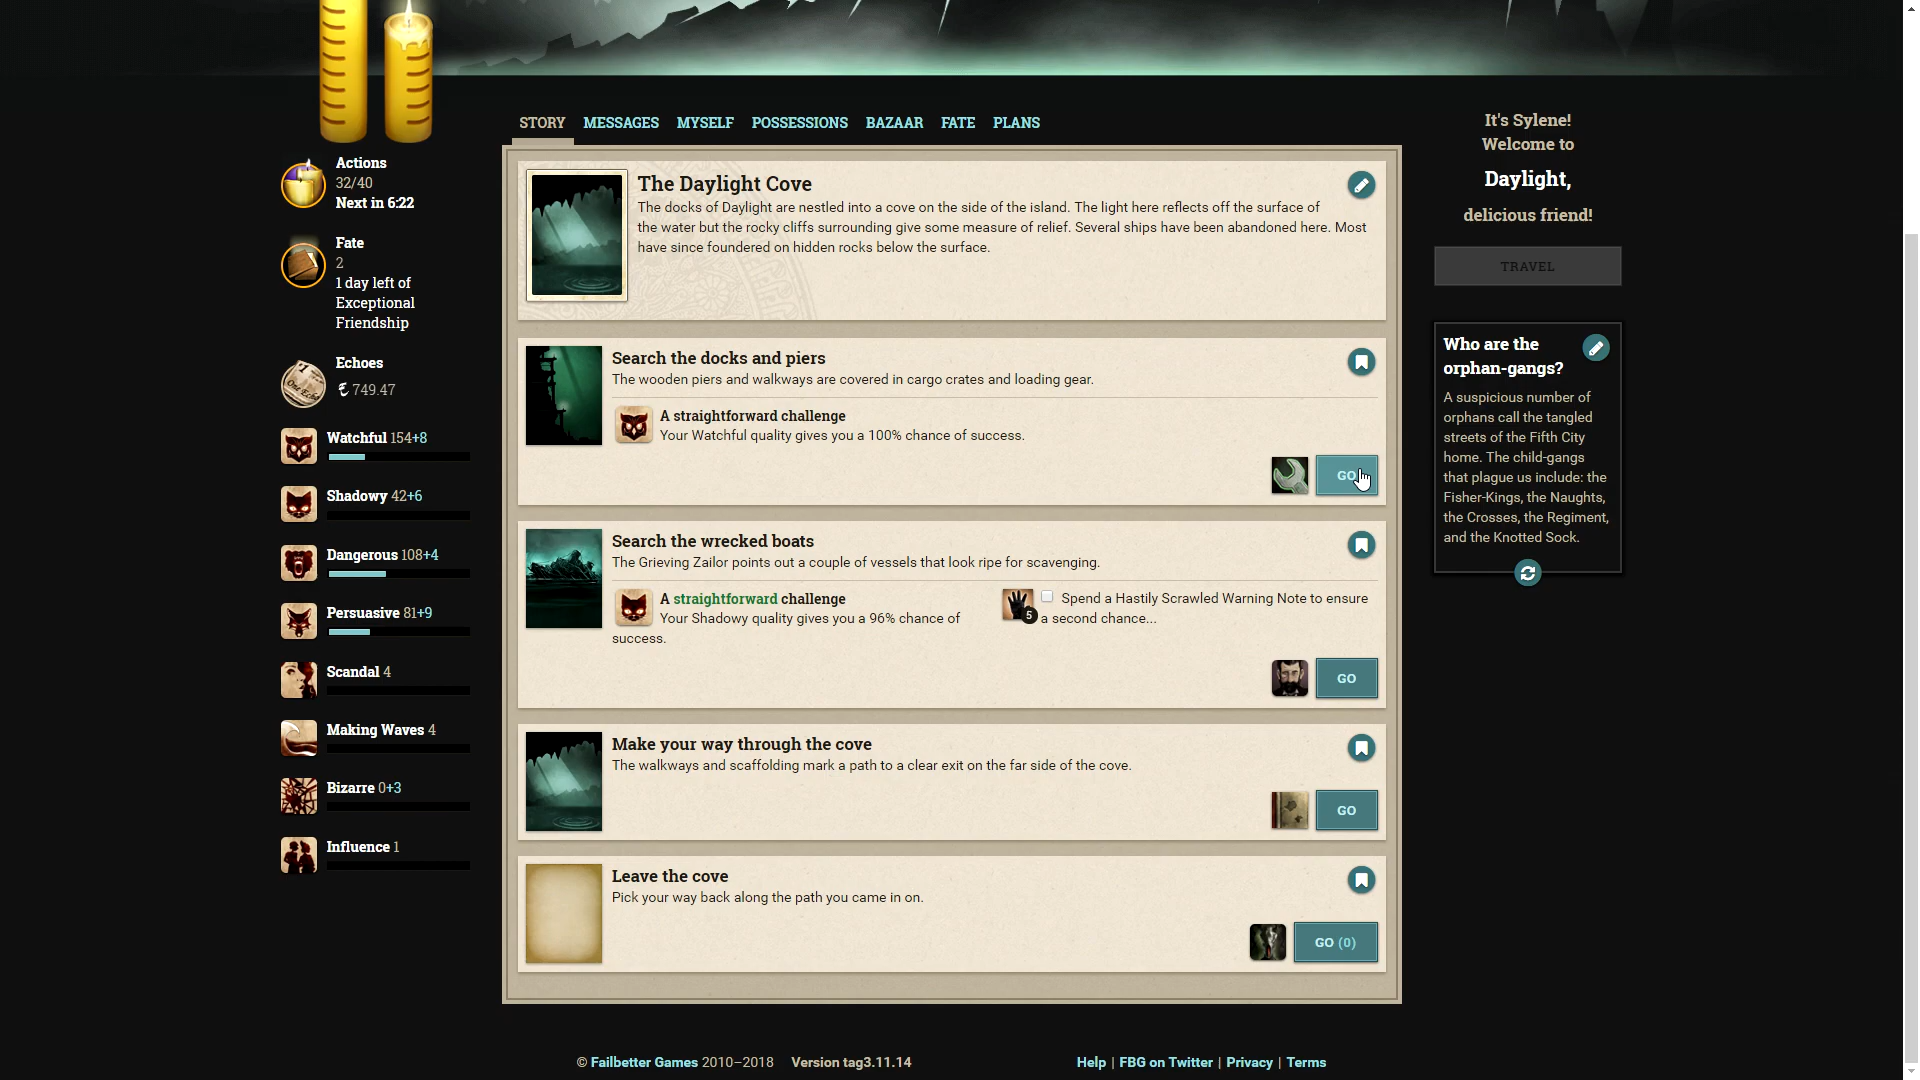 STORY MESSAGES MYSELF POSSESSIONS BAZAAR FATE PLANS
Actions
32/40
Next in 6:22
Fate
2
1 day left of
Exceptional
Friendship
Echoes
749.47
Watchful 154+8
Shadowy 42+6
Dangerous 108+4
Persuasive 81+9
Scandal 4
Making Waves 4
Bizarre 0+3
Influence 1
The Daylight Cove
The docks of Daylight are nestled into a cove on the side of the island. The light here reflects off the surface of
the water but the rocky cliffs surrounding give some measure of relief. Several ships have been abandoned here. Most
have since foundered on hidden rocks below the surface.
Search the docks and piers
The wooden piers and walkways are covered in cargo crates and loading gear.
A straightforward challenge
Your Watchful quality gives you a 100% chance of success.
GO
Search the wrecked boats
The Grieving Zailor points out a couple of vessels that look ripe for scavenging.
A straightforward challenge
Your Shadowy quality gives you a 96% chance of
success.
5
Spend a Hastily Scrawled Warning Note to ensure
a second chance...
GO
Make your way through the cove
The walkways and scaffolding mark a path to a clear exit on the far side of the cove.
GO
Leave the cove
Pick your way back along the path you came in on.
GO (0)
It's Sylene!
Welcome to
Daylight,
delicious friend!
TRAVEL
Who are the
orphan-gangs?
A suspicious number of
orphans call the tangled
streets of the Fifth City
home. The child-gangs
that plague us include: the
Fisher-Kings, the Naughts,
the Crosses, the Regiment,
and the Knotted Sock.
© Failbetter Games 2010–2018 Version tag3.11.14
Help | FBG on Twitter | Privacy | Terms